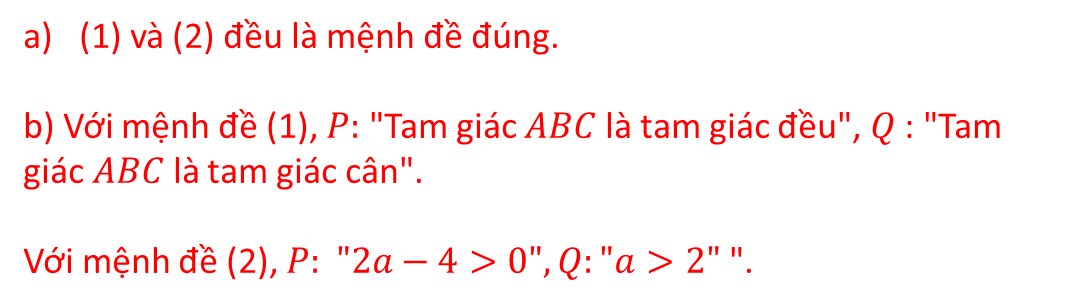 a) (1) và (2) đều là mệnh đề đúng.
b) Với mệnh đề (1), P: "Tam giác ABC là tam giác đều", Q : "Tam
giác ABC là tam giác cân".
Với mệnh đề (2), P: "2a − 4 > 0", Q: "a > 2" ".